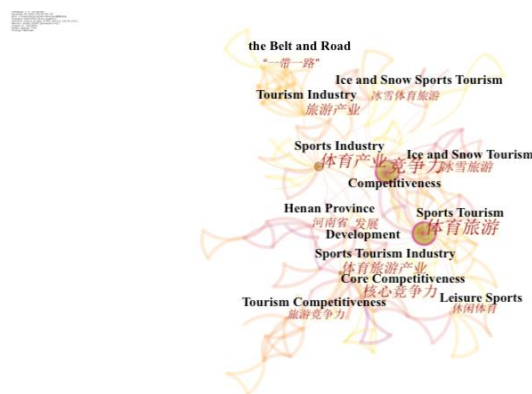 the Belt and Road
"一带一路"
Ice and Snow Sports Tourism
Tourism Industry 冰雪体育旅游
旅游产业
Sports Industry
体育产业 竞争力 Ice and Snow Tourism
冰雪旅游
Competitiveness
Henan Province Sports Tourism
河南省 发展 体育旅游
Development
Sports Tourism Industry
体育旅游产业
Core Competitiveness
核心竞争力 Leisure Sports
Tourism Competitiveness 休闲体育
旅游竞争力